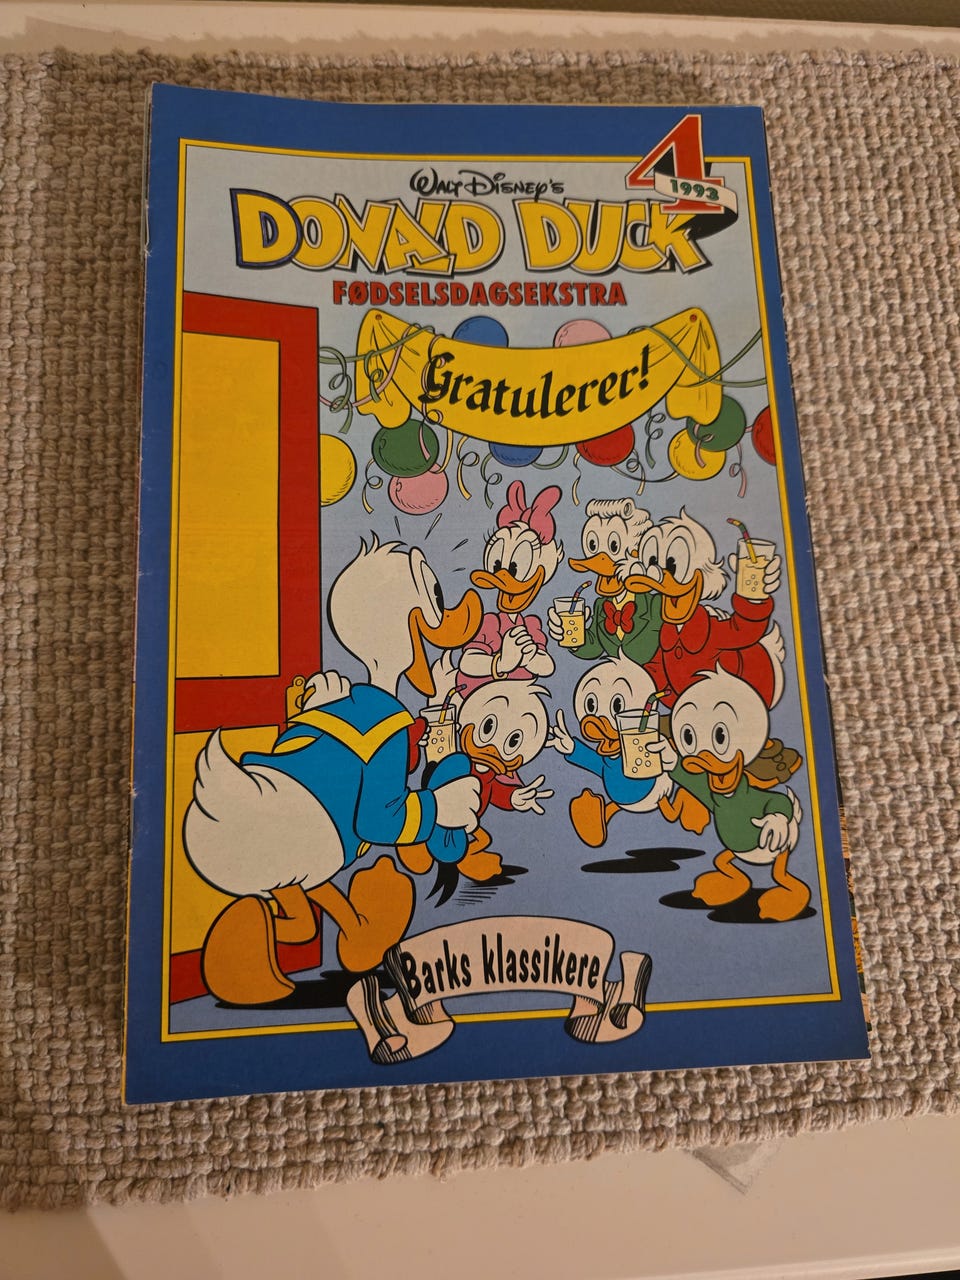 4
1993
WALT DISNEY'S
DONALD DUCK
FØDSELSDAGSEKSTRA
Gratulerer!
Barks klassikere